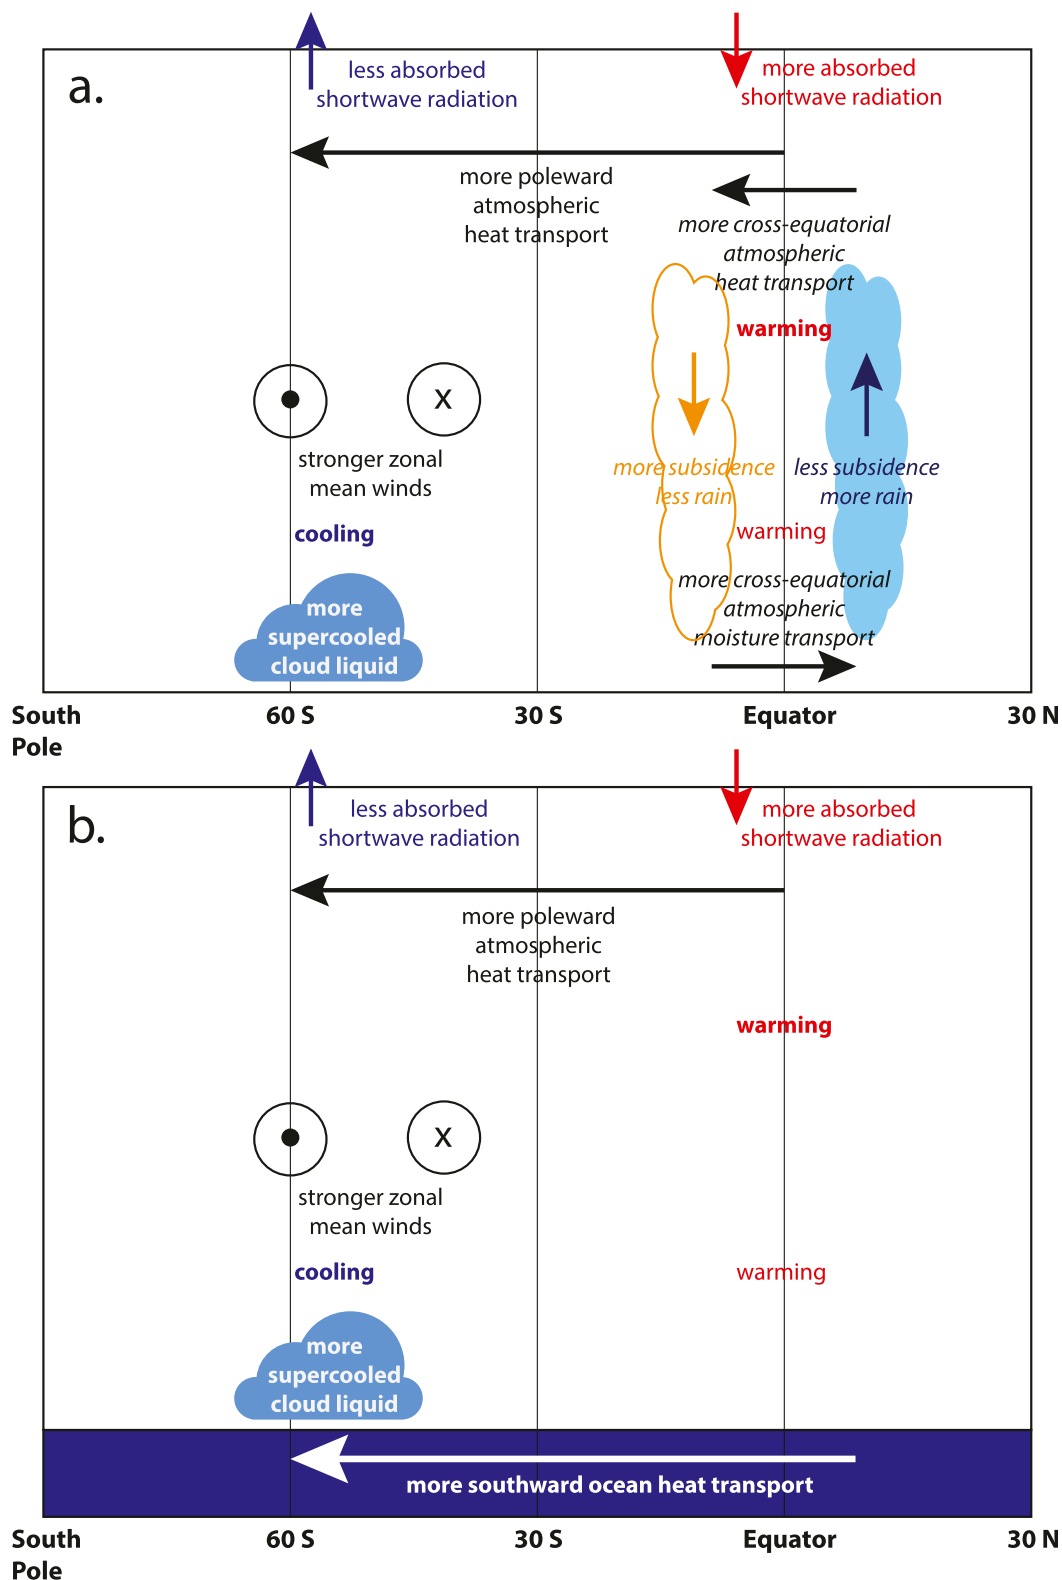 a.
less absorbed
shortwave radiation
more absorbed
shortwave radiation
more poleward
atmospheric
heat transport
more cross-equatorial
atmospheric
heat transport
warming
x
stronger zonal
mean winds
more subsidence
less rain
less subsidence
more rain
cooling
warming
more
supercooled
cloud liquid
more cross-equatorial
atmospheric
moisture transport
South
Pole
60 S
30 S
Equator
30 N
b.
less absorbed
shortwave radiation
more absorbed
shortwave radiation
more poleward
atmospheric
heat transport
warming
x
stronger zonal
mean winds
cooling
warming
more
supercooled
cloud liquid
more southward ocean heat transport
South
Pole
60 S
30 S
Equator
30 N